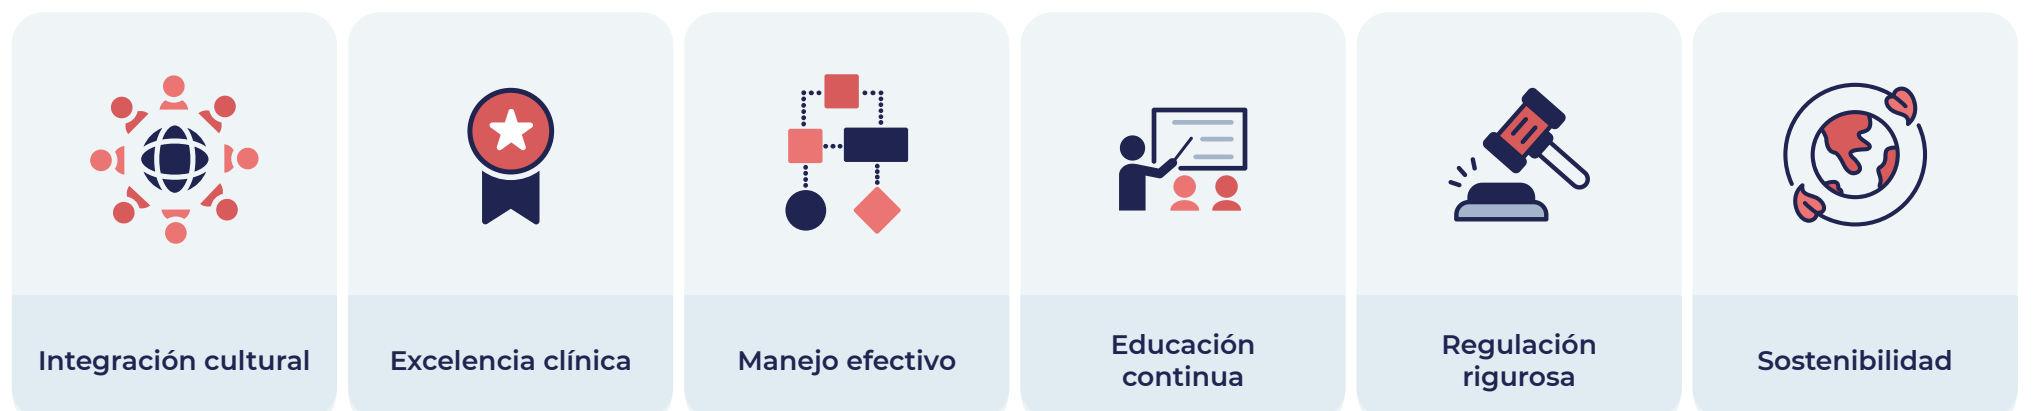 Integración cultural
Excelencia clínica
Manejo efectivo
Educación
continua
Regulación
rigurosa
Sostenibilidad